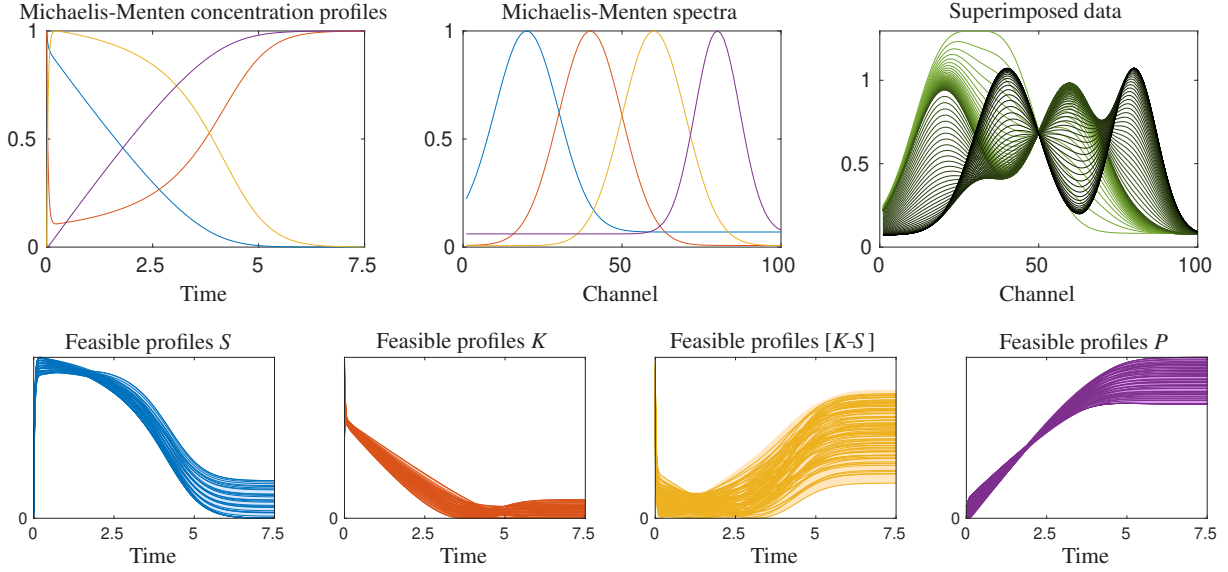 Michaelis-Menten concentration profiles
1
0.5
0
0 2.5 5 7.5
Time
Michaelis-Menten spectra
1
0.5
0
0 50 100
Channel
Superimposed data
1
0.5
0
0 50 100
Channel
Feasible profiles S
0
0 2.5 5 7.5
Time
Feasible profiles K
0
0 2.5 5 7.5
Time
Feasible profiles [K-S]
0
0 2.5 5 7.5
Time
Feasible profiles P
0
0 2.5 5 7.5
Time